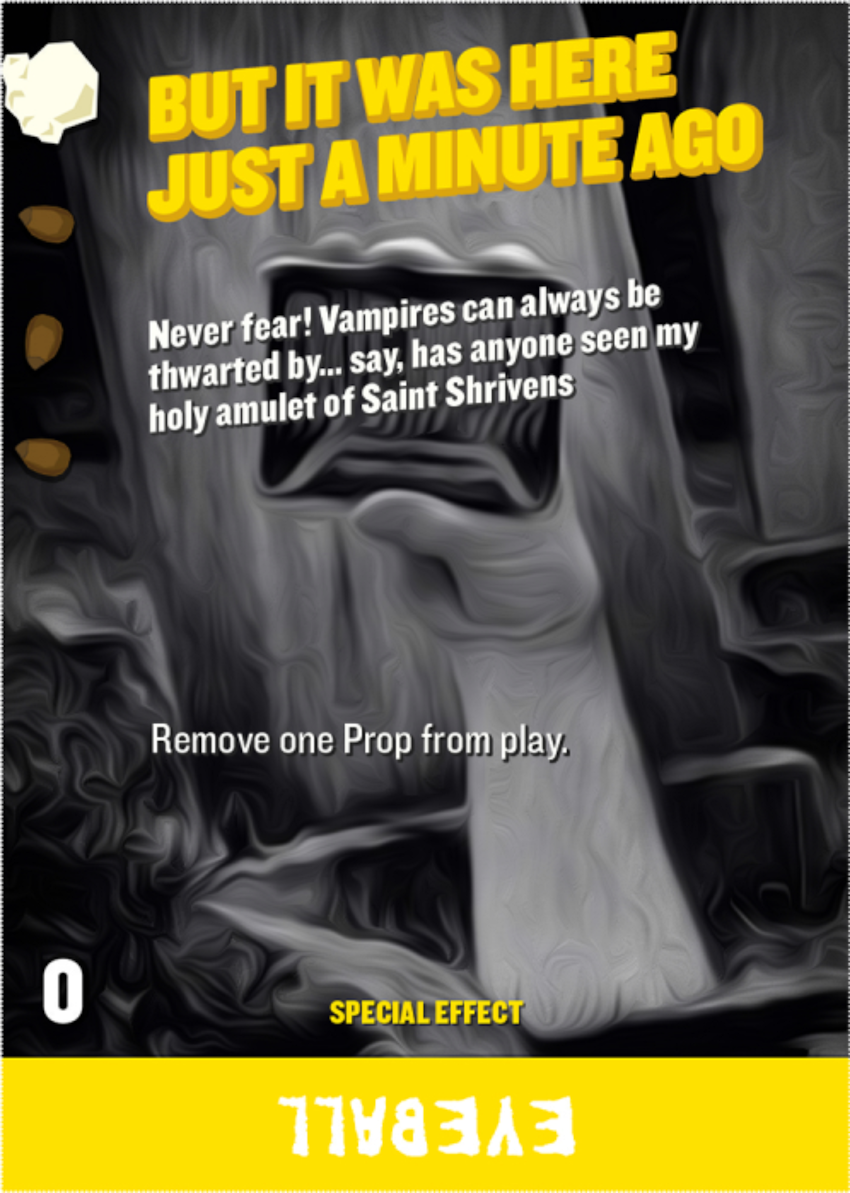 BUT IT WAS HERE
JUST A MINUTE AGO
Never fear! Vampires can always be
thwarted by... say, has anyone seen my
holy amulet of Saint Shrivens
Remove one Prop from play.
0
SPECIAL EFFECT
EYEBALL